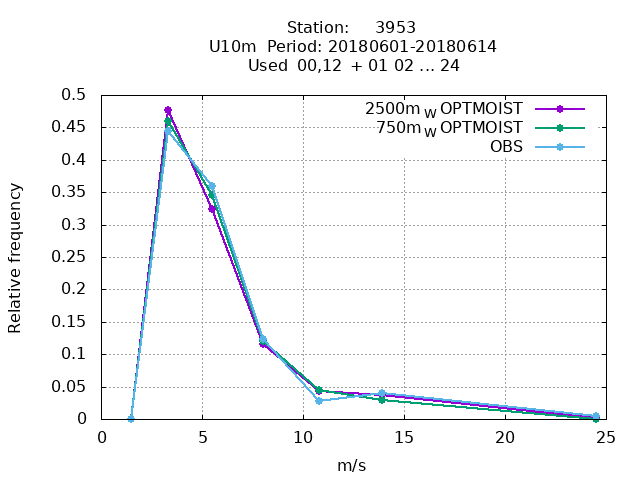 Station: 3953
U10m Period: 20180601-20180614
Used 00,12 + 01 02 ... 24
0.5
0.45
0.4
0.35
0.3
0.25
0.2
0.15
0.1
0.05
0
2500m_W OPTMOIST
750m_W OPTMOIST
OBS
Relative frequency
0 5 10 15 20 25
m/s